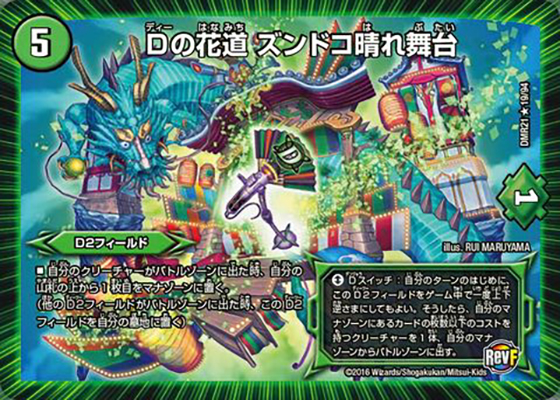 5
Dの花道 ズンドコ晴れ舞台
ディー はなみち は ぶたい
DMR21★19/94
1
D
illus. RUI MARUYAMA
D2フィールド
■自分のクリーチャーがバトルゾーンに出た時、自分の
山札の上から1枚目をマナゾーンに置く。
(他のD2フィールドがバトルゾーンに出た時、このD2
フィールドを自分の墓地に置く)
Dスイッチ:自分のターンのはじめに、
このD2フィールドをゲーム中で一度上下
逆さまにしてもよい。そうしたら、自分の
マナゾーンにあるカードの枚数以下のコストを
持つクリーチャーを1体、自分のマナ
ゾーンからバトルゾーンに出す。
RevF
©2016 Wizards/Shogakukan/Mitsui-Kids